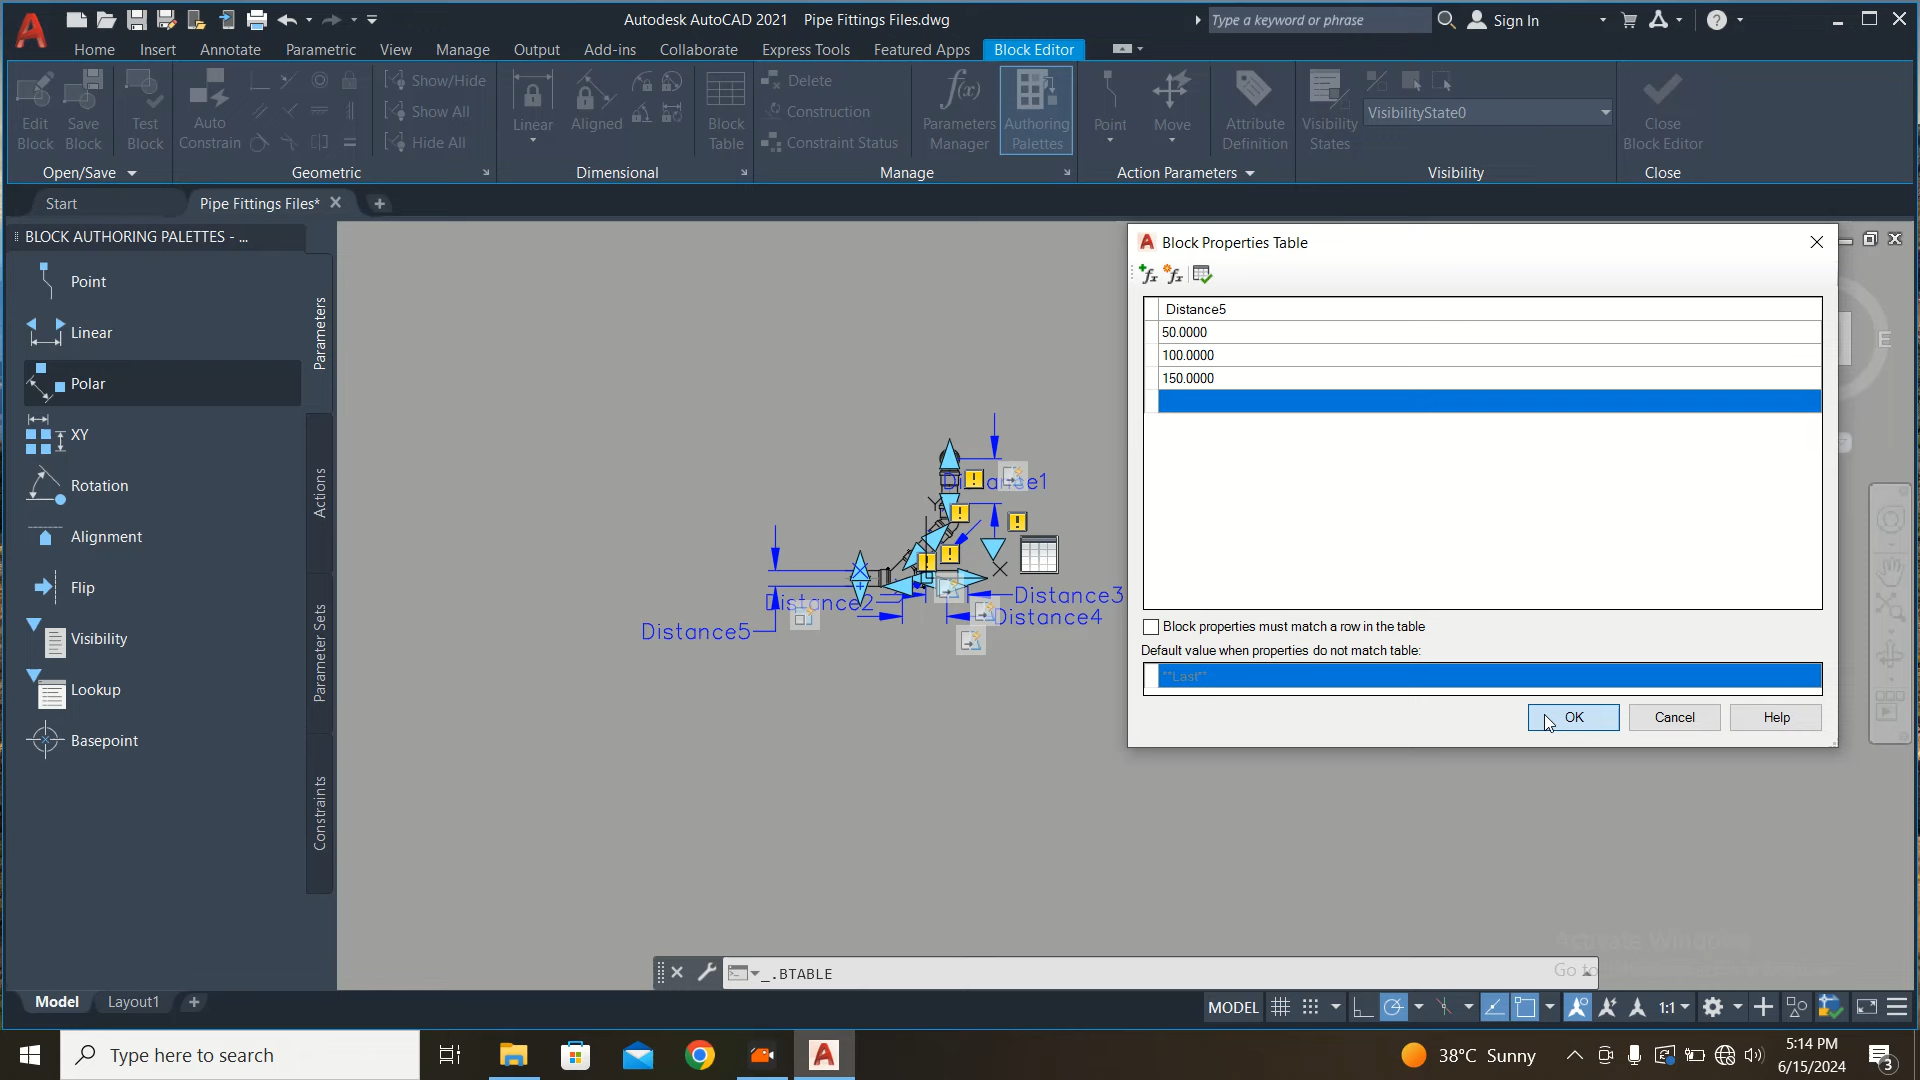 Autodesk AutoCAD 2021 Pipe Fittings Files.dwg
Type a keyword or phrase
Sign In
Home Insert Annotate Parametric View Manage Output Add-ins Collaborate Express Tools Featured Apps Block Editor
Edit Block
Save Block
Test Block
Auto Constrain
Show/Hide
Show All
Hide All
Linear
Aligned
Block Table
Delete
Construction
Constraint Status
Parameters Manager
Authoring Palettes
Point
Move
Attribute Definition
Visibility States
VisibilityState0
Close Block Editor
Open/Save Geometric Dimensional Manage Action Parameters Visibility Close
Start
Pipe Fittings Files*
BLOCK AUTHORING PALETTES - ...
Point
Linear
Polar
XY
Rotation
Alignment
Flip
Visibility
Lookup
Basepoint
Parameters
Actions
Parameter Sets
Constraints
Distance1
Distance2
Distance3
Distance4
Distance5
Y
Block Properties Table
Distance5
50.0000
100.0000
150.0000
Block properties must match a row in the table
Default value when properties do not match table:
**Last**
OK
Cancel
Help
E
Activate Windows
Go to
_.BTABLE
Model
Layout1
MODEL
1:1
Type here to search
38°C Sunny
5:14 PM
6/15/2024
3